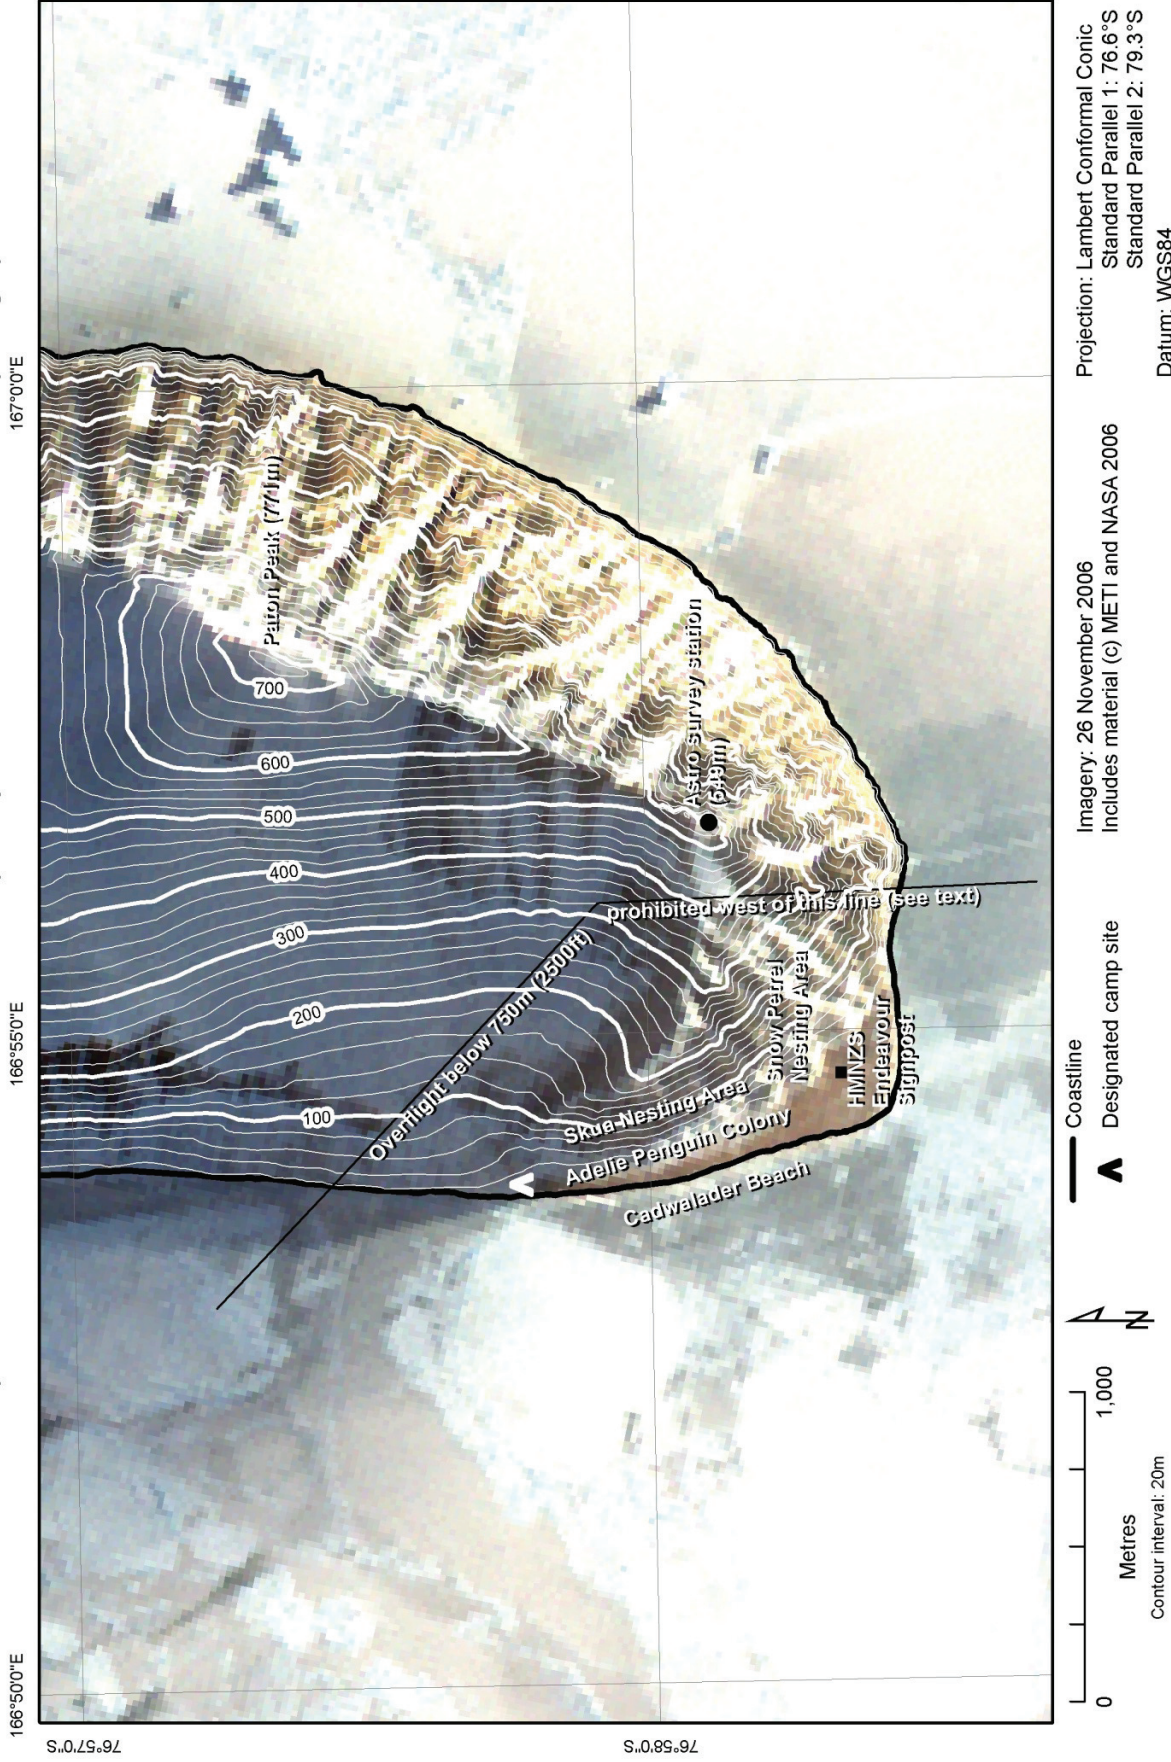 166°50'0"E
166°55'0"E
167°0'0"E
76°57'0"S
76°58'0"S
Paton Peak (771m)
700
600
500
400
300
200
100
Astro survey station
Overflight below 750m (2500ft)
prohibited west of this line (see text)
Snow Petrel
Nesting Area
Skua Nesting Area
Adelie Penguin Colony
Cadwalader Beach
HMNZS
Endeavour
Signpost
0
1,000
Metres
Contour interval: 20m
N
Coastline
Designated camp site
Imagery: 26 November 2006
Includes material (c) METI and NASA 2006
Projection: Lambert Conformal Conic
Standard Parallel 1: 76.6°S
Standard Parallel 2: 79.3°S
Datum: WGS84